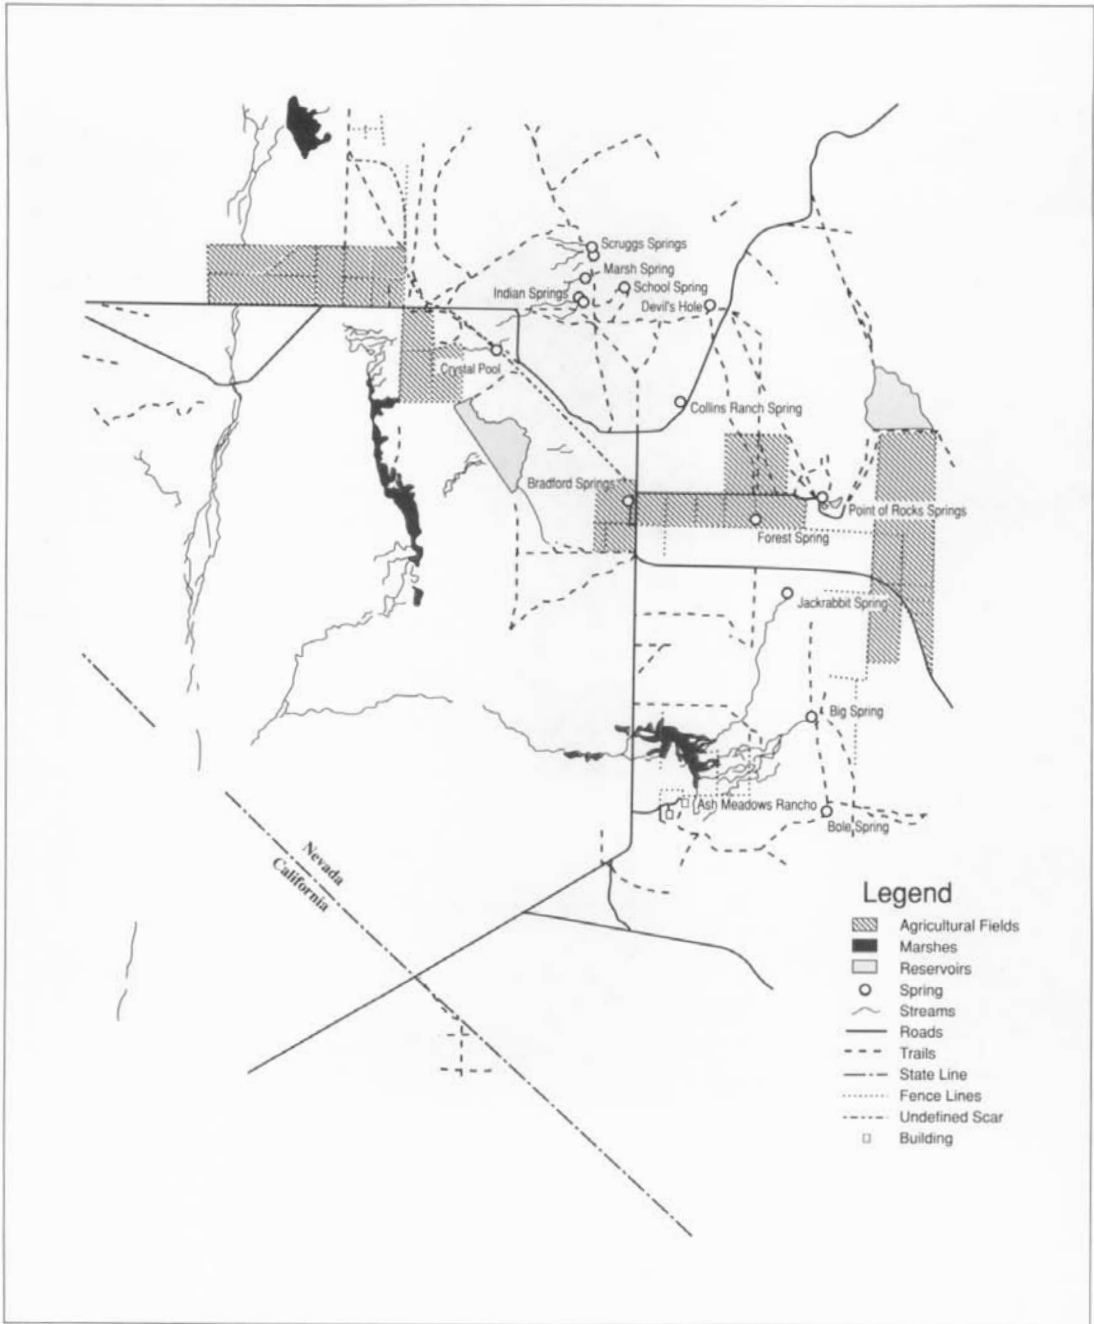 Scruggs Springs
Marsh Spring
School Spring
Indian Springs
Devil's Hole
Crystal Pool
Collins Ranch Spring
Bradford Springs
Point of Rocks Springs
Forest Spring
Jackrabbit Spring
Big Spring
Ash Meadows Rancho
Bole Spring
Nevada
California
Legend
Agricultural Fields
Marshes
Reservoirs
Spring
Streams
Roads
Trails
State Line
Fence Lines
Undefined Scar
Building